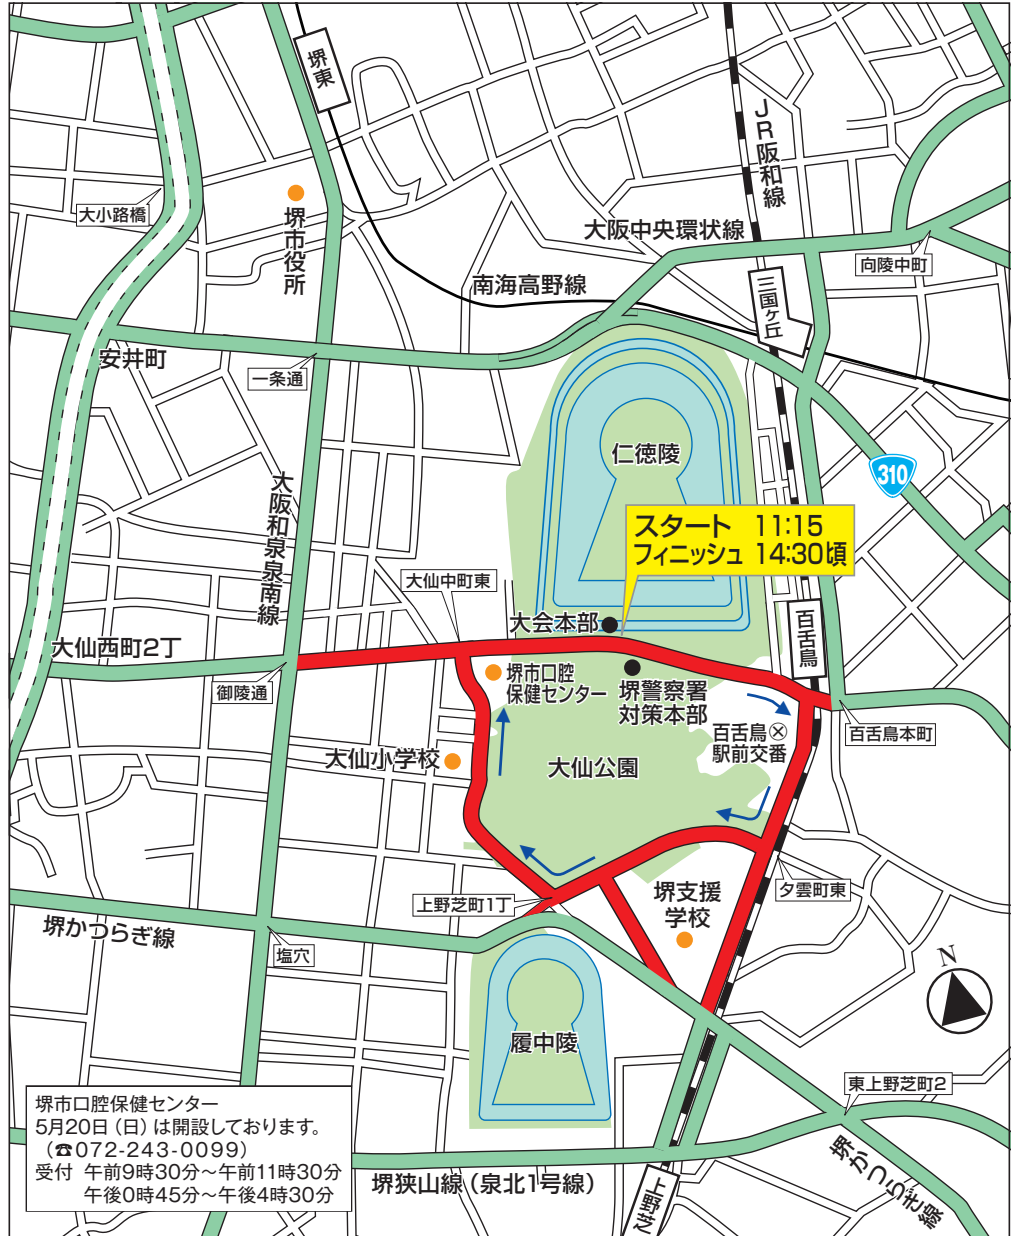 堺東
JR阪和線
大小路橋
堺市役所
大阪中央環状線
向陵中町
南海高野線
三国ヶ丘
安井町
一条通
仁徳陵
310
大阪和泉泉南線
スタート 11:15
フィニッシュ 14:30頃
大仙中町東
大会本部
百舌鳥
大仙西町2丁
御陵通
堺市口腔
保健センター
堺警察署
対策本部
百舌鳥
駅前交番
百舌鳥本町
大仙小学校
大仙公園
上野芝町1丁
堺支援
学校
夕雲町東
堺かつらぎ線
塩穴
N
履中陵
東上野芝町2
堺市口腔保健センター
5月20日(日)は開設しております。
(☎072-243-0099)
受付 午前9時30分～午前11時30分
午後0時45分～午後4時30分
堺狭山線(泉北1号線)
上野芝
堺かつらぎ線